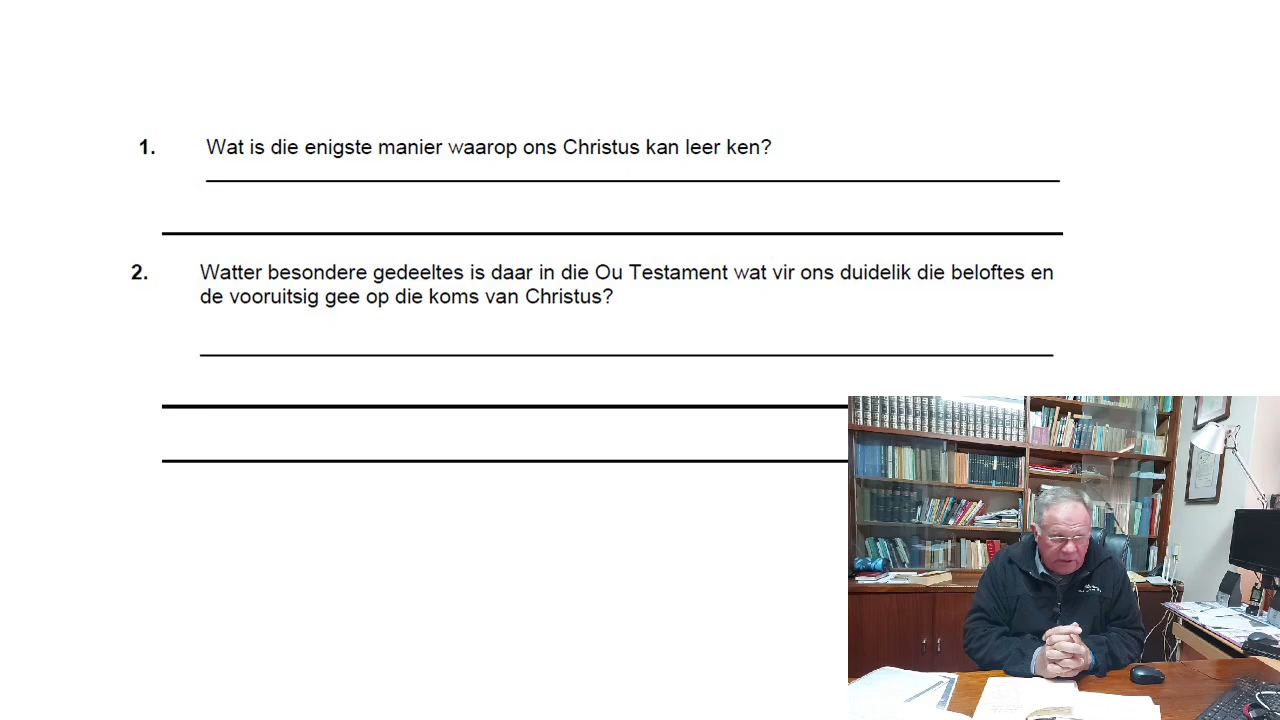 1. Wat is die enigste manier waarop ons Christus kan leer ken?
2. Watter besondere gedeeltes is daar in die Ou Testament wat vir ons duidelik die beloftes en
de vooruitsig gee op die koms van Christus?